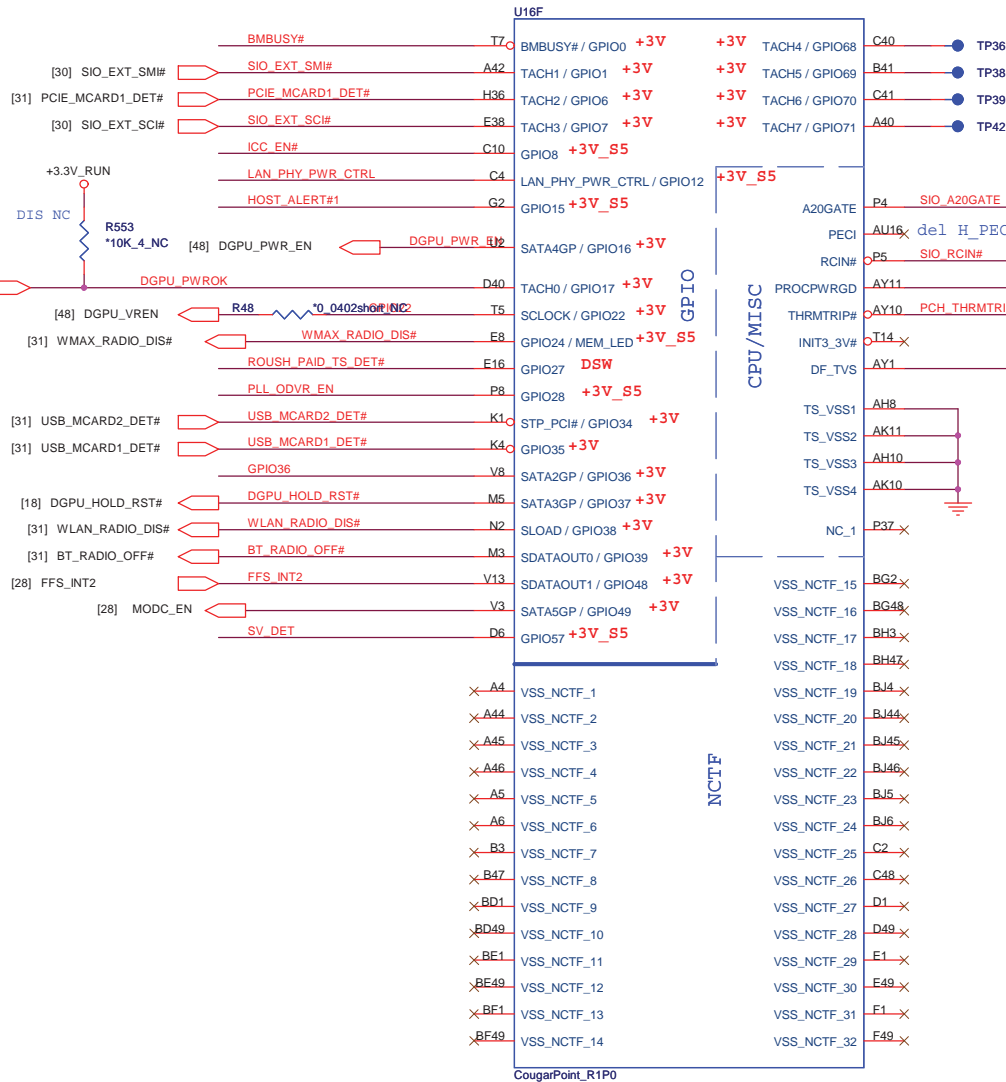 U16F
BMBUSY# T7 BMBUSY# / GPIO0 +3V +3V TACH4 / GPIO68 C40 TP36
[30] SIO_EXT_SMI# SIO_EXT_SMI# A42 TACH1 / GPIO1 +3V +3V TACH5 / GPIO69 B41 TP38
[31] PCIE_MCARD1_DET# PCIE_MCARD1_DET# H36 TACH2 / GPIO6 +3V +3V TACH6 / GPIO70 C41 TP39
[30] SIO_EXT_SCI# SIO_EXT_SCI# E38 TACH3 / GPIO7 +3V +3V TACH7 / GPIO71 A40 TP42
ICC_EN# C10 GPIO8 +3V_S5
+3.3V_RUN LAN_PHY_PWR_CTRL C4 LAN_PHY_PWR_CTRL / GPIO12 +3V_S5
HOST_ALERT#1 G2 GPIO15 +3V_S5 A20GATE P4 SIO_A20GATE
DIS NC
R553
*10K_4_NC
PECI AU16 del H_PEC
[48] DGPU_PWR_EN DGPU_PWR_EN U2 SATA4GP / GPIO16 +3V
RCIN# P5 SIO_RCIN#
DGPU_PWROK D40 TACH0 / GPIO17 +3V PROCPWRGD AY11
GPIO
CPU/MISC
[48] DGPU_VREN R48 *0_0402short_NC T5 SCLOCK / GPIO22 +3V THRMTRIP# AY10 PCH_THRMTRI
[31] WMAX_RADIO_DIS# WMAX_RADIO_DIS# E8 GPIO24 / MEM_LED +3V_S5 INIT3_3V# T14
ROUSH_PAID_TS_DET# E16 GPIO27 DSW DF_TVS AY1
PLL_ODVR_EN P8 GPIO28 +3V_S5
TS_VSS1 AH8
[31] USB_MCARD2_DET# USB_MCARD2_DET# K1 STP_PCI# / GPIO34 +3V
TS_VSS2 AK11
[31] USB_MCARD1_DET# USB_MCARD1_DET# K4 GPIO35 +3V
TS_VSS3 AH10
GPIO36 V8 SATA2GP / GPIO36 +3V
TS_VSS4 AK10
[18] DGPU_HOLD_RST# DGPU_HOLD_RST# M5 SATA3GP / GPIO37 +3V
[31] WLAN_RADIO_DIS# WLAN_RADIO_DIS# N2 SLOAD / GPIO38 +3V NC_1 P37
[31] BT_RADIO_OFF# BT_RADIO_OFF# M3 SDATAOUT0 / GPIO39 +3V
[28] FFS_INT2 FFS_INT2 V13 SDATAOUT1 / GPIO48 +3V VSS_NCTF_15 BG2
[28] MODC_EN V3 SATA5GP / GPIO49 +3V VSS_NCTF_16 BG48
SV_DET D6 GPIO57 +3V_S5 VSS_NCTF_17 BH3
VSS_NCTF_18 BH47
A4 VSS_NCTF_1 VSS_NCTF_19 BJ4
A44 VSS_NCTF_2 VSS_NCTF_20 BJ44
A45 VSS_NCTF_3 VSS_NCTF_21 BJ45
A46 VSS_NCTF_4 VSS_NCTF_22 BJ46
NCTF
A5 VSS_NCTF_5 VSS_NCTF_23 BJ5
A6 VSS_NCTF_6 VSS_NCTF_24 BJ6
B3 VSS_NCTF_7 VSS_NCTF_25 C2
B47 VSS_NCTF_8 VSS_NCTF_26 C48
BD1 VSS_NCTF_9 VSS_NCTF_27 D1
BD49 VSS_NCTF_10 VSS_NCTF_28 D49
BE1 VSS_NCTF_11 VSS_NCTF_29 E1
BE49 VSS_NCTF_12 VSS_NCTF_30 E49
BF1 VSS_NCTF_13 VSS_NCTF_31 F1
BF49 VSS_NCTF_14 VSS_NCTF_32 F49
CougarPoint_R1P0